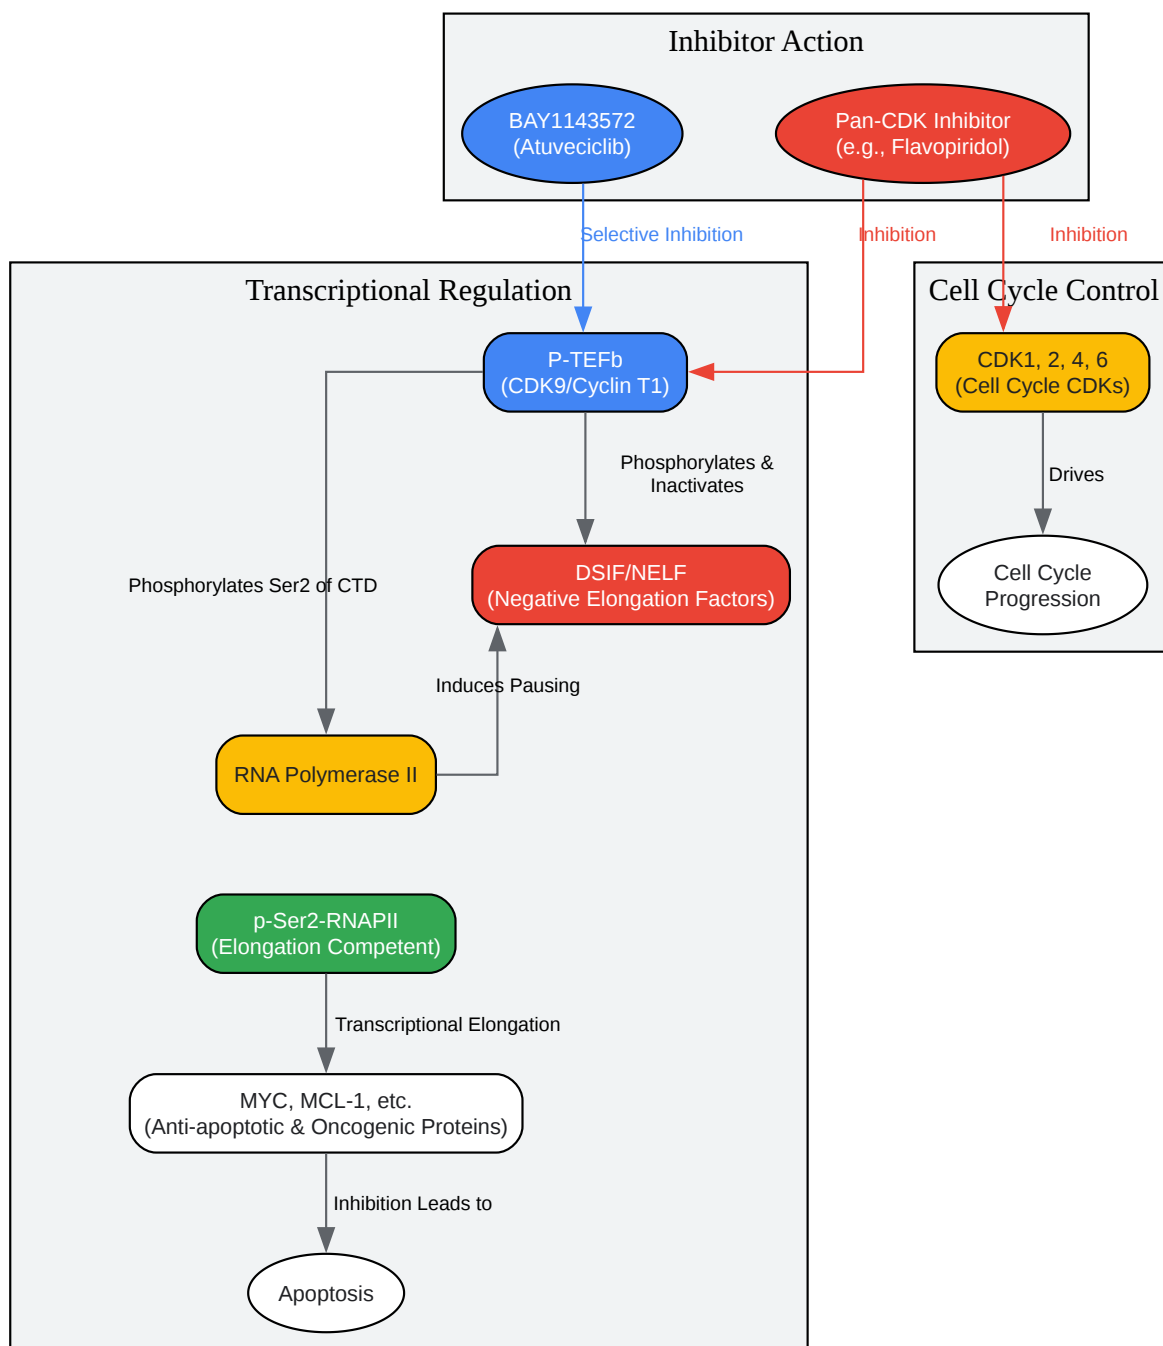 Inhibitor Action
BAY1143572
(Atuveciclib)
Pan-CDK Inhibitor
(e.g., Flavopiridol)
Selective Inhibition
Inhibition
Inhibition
Transcriptional Regulation
Cell Cycle Control
P-TEFb
(CDK9/Cyclin T1)
CDK1, 2, 4, 6
(Cell Cycle CDKs)
Phosphorylates &
Inactivates
Drives
DSIF/NELF
(Negative Elongation Factors)
Cell Cycle
Progression
Phosphorylates Ser2 of CTD
Induces Pausing
RNA Polymerase II
p-Ser2-RNAPII
(Elongation Competent)
Transcriptional Elongation
MYC, MCL-1, etc.
(Anti-apoptotic & Oncogenic Proteins)
Inhibition Leads to
Apoptosis